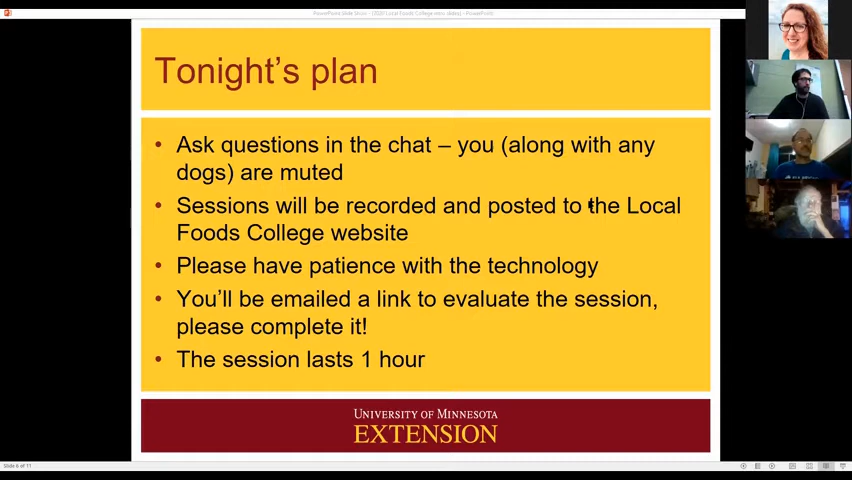 PowerPoint Slide Show - [2020 Local Foods College intro slides] - PowerPoint
Tonight's plan
• Ask questions in the chat – you (along with any
dogs) are muted
• Sessions will be recorded and posted to the Local
Foods College website
• Please have patience with the technology
• You'll be emailed a link to evaluate the session,
please complete it!
• The session lasts 1 hour
UNIVERSITY OF MINNESOTA
EXTENSION
Slide 6 of 11